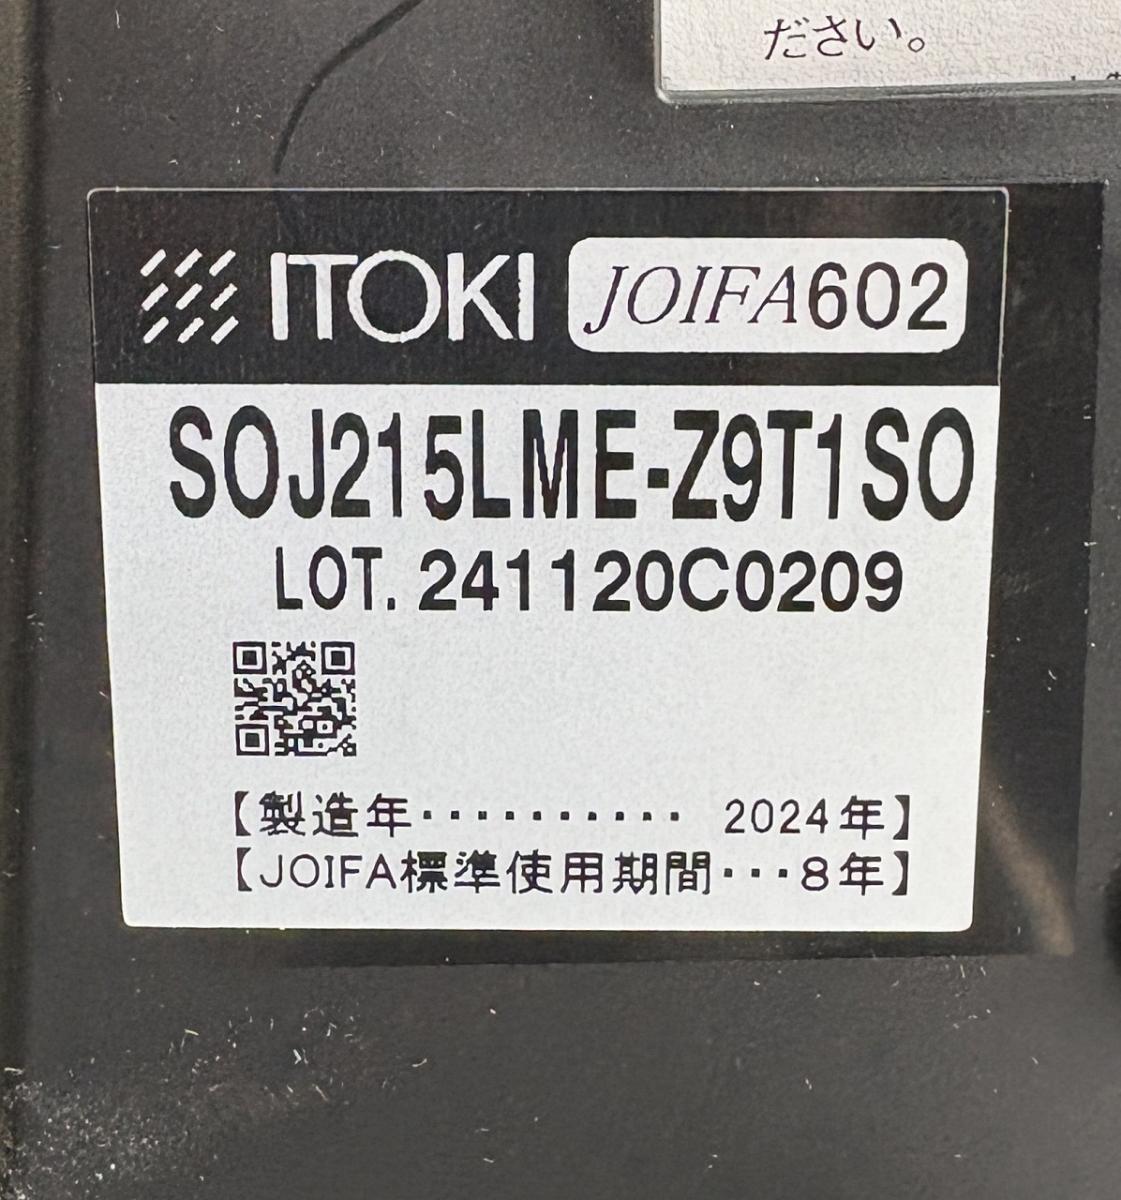 ださい。
ITOKI JOIFA602
SOJ215LME-Z9T1SO
LOT. 241120C0209
【製造年・・・・・・・・・・・ 2024年】
【JOIFA標準使用期間・・・8年】